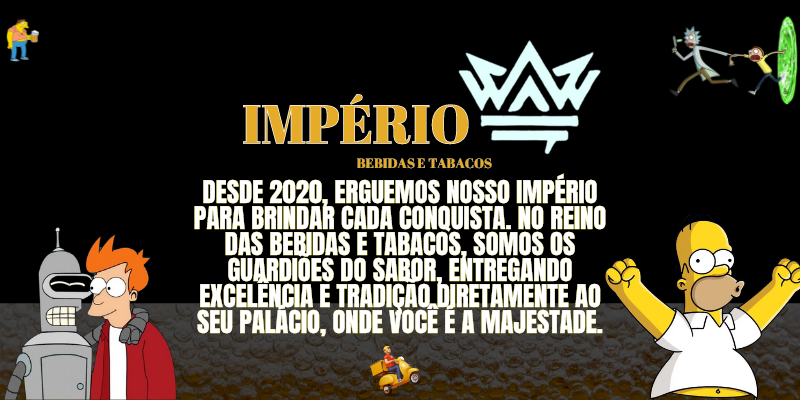 IMPÉRIO
BEBIDAS E TABACOS
DESDE 2020, ERGUEMOS NOSSO IMPÉRIO
PARA BRINDAR CADA CONQUISTA. NO REINO
DAS BEBIDAS E TABACOS, SOMOS OS
GUARDIÕES DO SABOR, ENTREGANDO
EXCELÊNCIA E TRADIÇÃO DIRETAMENTE AO
SEU PALÁCIO, ONDE VOCÊ É A MAJESTADE.